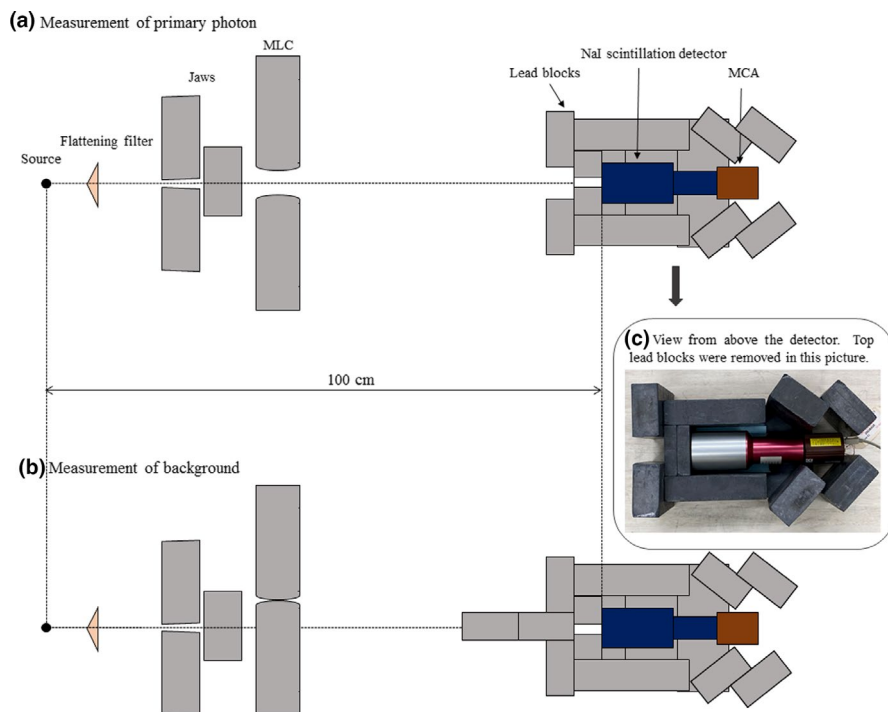 (a) Measurement of primary photon
MLC
NaI scintillation detector
Jaws
Lead blocks
MCA
Flattening filter
Source
(c) View from above the detector. Top
lead blocks were removed in this picture.
100 cm
(b) Measurement of background